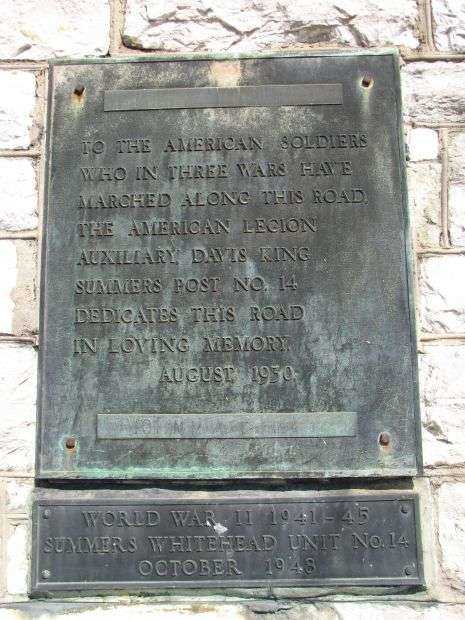 TO THE AMERICAN SOLDIERS
WHO IN THREE WARS HAVE
MARCHED ALONG THIS ROAD,
THE AMERICAN LEGION
AUXILIARY, DAVIS KING
SUMMERS POST NO. 14
DEDICATES THIS ROAD
IN LOVING MEMORY.
AUGUST 1930.
WORLD WAR II 1941-45
SUMMERS WHITEHEAD UNIT No. 14
OCTOBER 1948